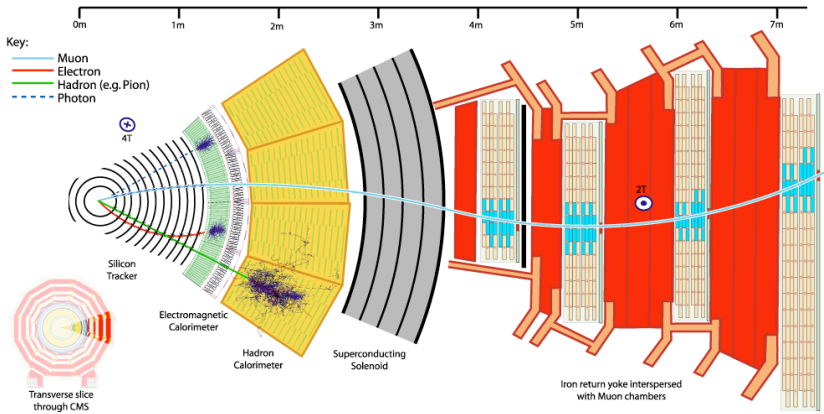 0m 1m 2m 3m 4m 5m 6m 7m
Key:
Muon
Electron
Hadron (e.g. Pion)
Photon
4T
2T
Silicon
Tracker
Electromagnetic
Calorimeter
Hadron
Calorimeter
Superconducting
Solenoid
Iron return yoke interspersed
with Muon chambers
Transverse slice
through CMS